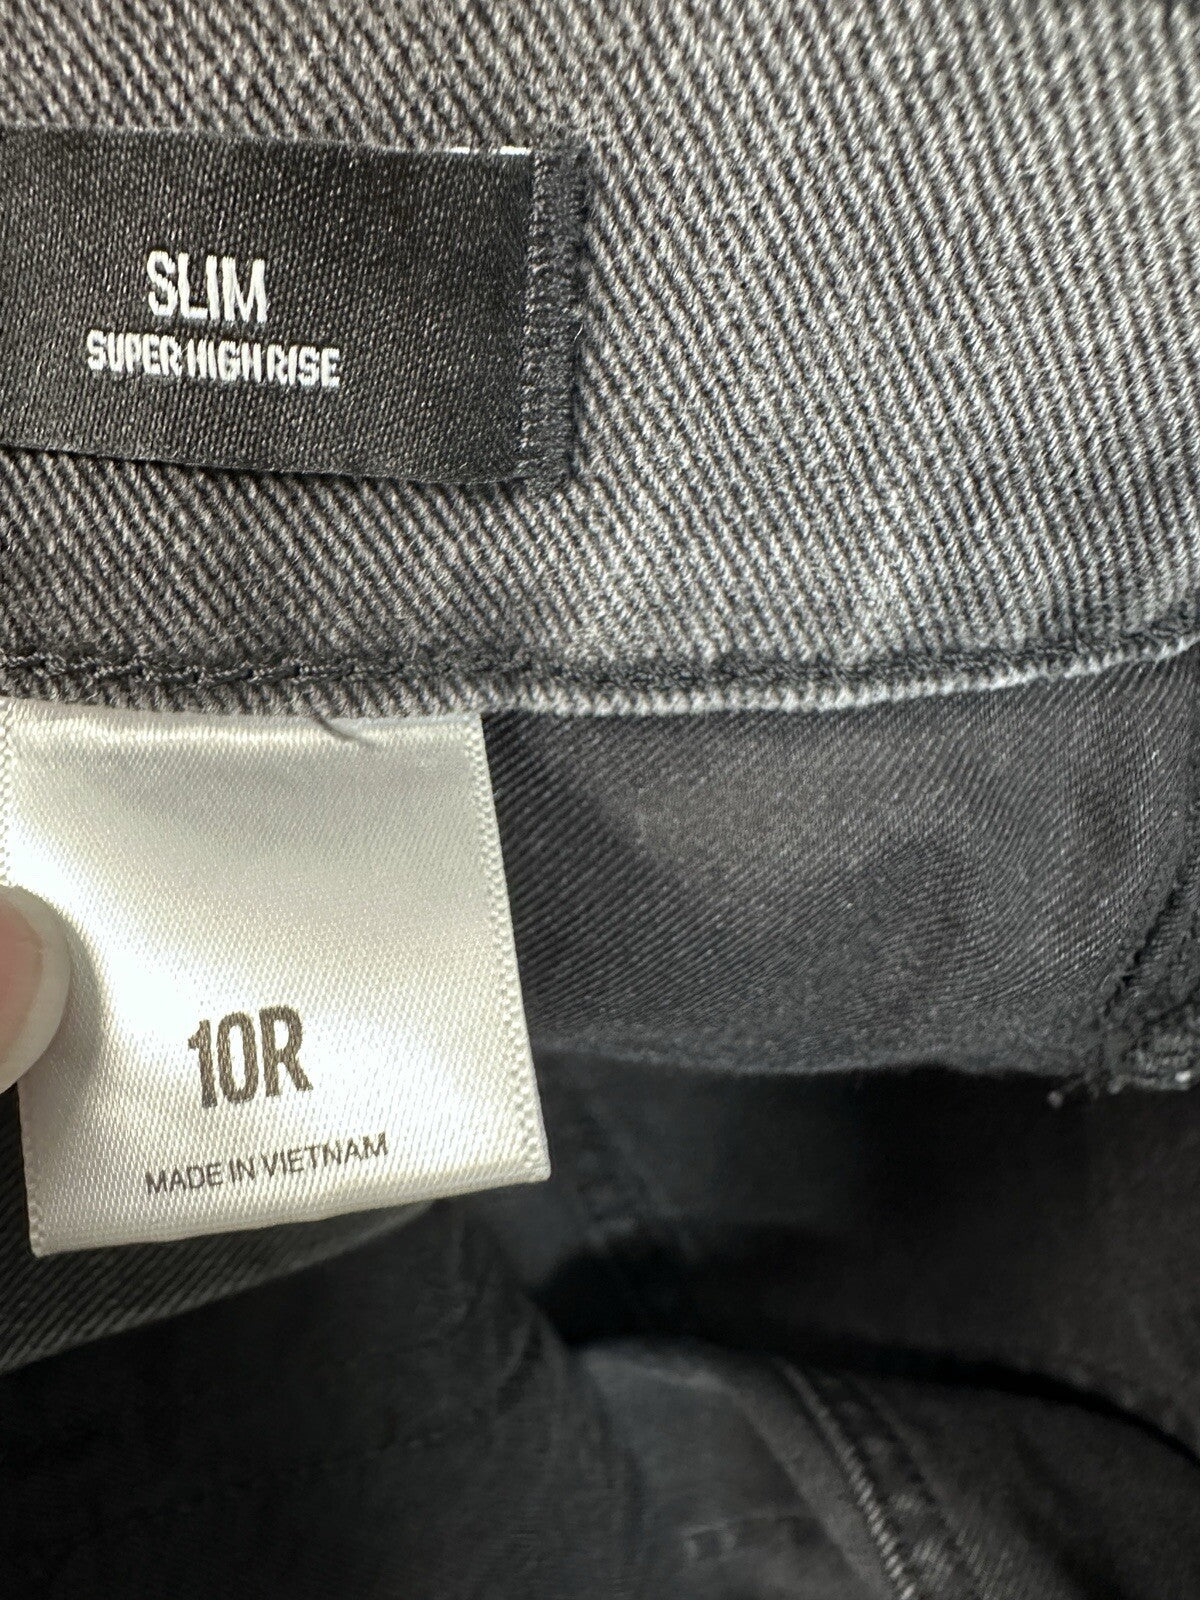 SLIM
SUPER HIGH RISE
10R
MADE IN VIETNAM